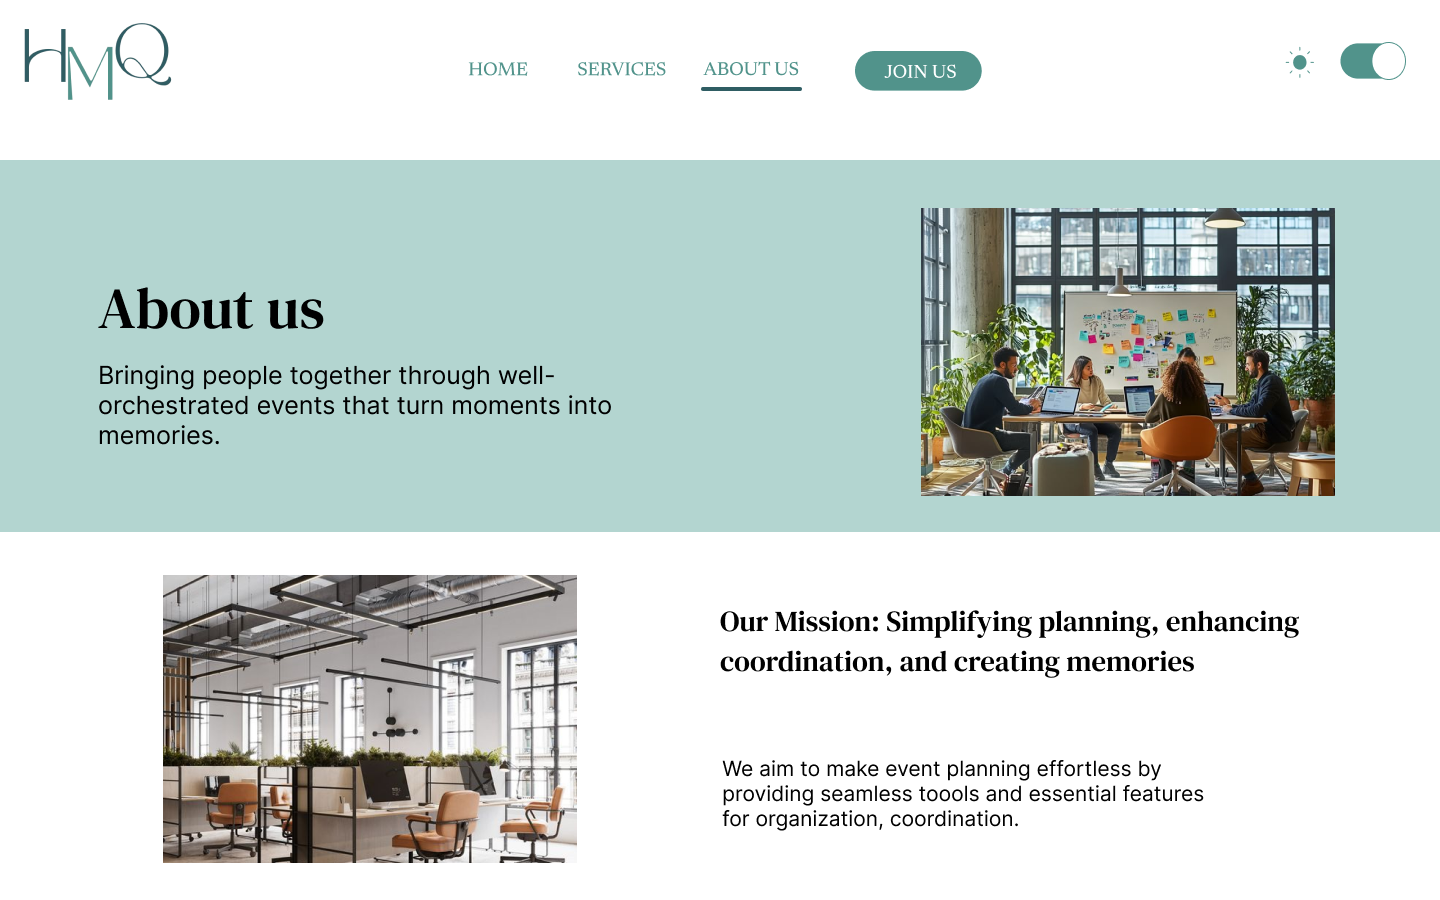 HMQ
HOME
SERVICES
ABOUT US
JOIN US
About us
Bringing people together through well-
orchestrated events that turn moments into
memories.
Our Mission: Simplifying planning, enhancing
coordination, and creating memories
We aim to make event planning effortless by
providing seamless toools and essential features
for organization, coordination.